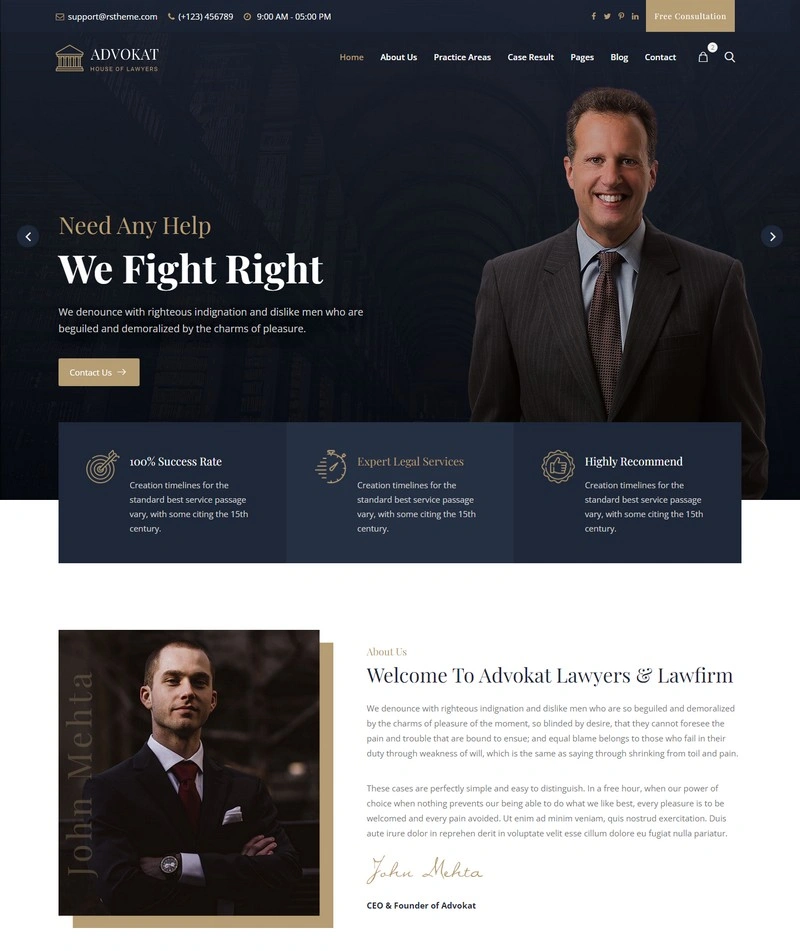 support@rstheme.com (+123) 456789 9:00 AM - 05:00 PM Free Consultation
ADVOKAT
HOUSE OF LAWYERS
Home About Us Practice Areas Case Result Pages Blog Contact
Need Any Help
We Fight Right
We denounce with righteous indignation and dislike men who are
beguiled and demoralized by the charms of pleasure.
Contact Us
100% Success Rate
Creation timelines for the
standard best service passage
vary, with some citing the 15th
century.
Expert Legal Services
Creation timelines for the
standard best service passage
vary, with some citing the 15th
century.
Highly Recommend
Creation timelines for the
standard best service passage
vary, with some citing the 15th
century.
John Mehta
About Us
Welcome To Advokat Lawyers & Lawfirm
We denounce with righteous indignation and dislike men who are so beguiled and demoralized
by the charms of pleasure of the moment, so blinded by desire, that they cannot foresee the
pain and trouble that are bound to ensue; and equal blame belongs to those who fail in their
duty through weakness of will, which is the same as saying through shrinking from toil and pain.
These cases are perfectly simple and easy to distinguish. In a free hour, when our power of
choice when nothing prevents our being able to do what we like best, every pleasure is to be
welcomed and every pain avoided. Ut enim ad minim veniam, quis nostrud exercitation. Duis
aute irure dolor in reprehen derit in voluptate velit esse cillum dolore eu fugiat nulla pariatur.
John Mehta
CEO & Founder of Advokat